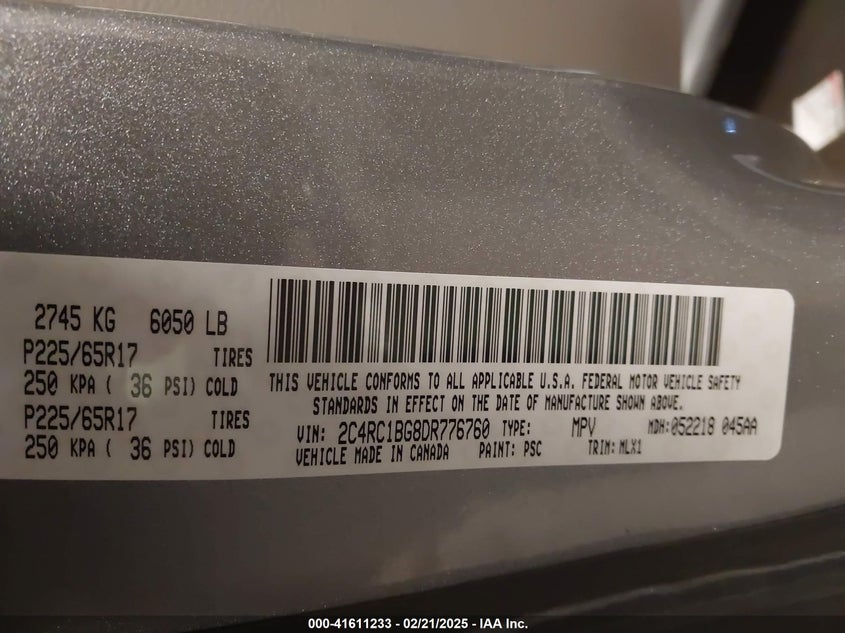 2745 KG 6050 LB
P225/65R17 TIRES
250 KPA ( 36 PSI) COLD
P225/65R17 TIRES
250 KPA ( 36 PSI) COLD
THIS VEHICLE CONFORMS TO ALL APPLICABLE U.S.A. FEDERAL MOTOR VEHICLE SAFETY
STANDARDS IN EFFECT ON THE DATE OF MANUFACTURE SHOWN ABOVE.
VIN: 2C4RC1BG8DR776760 TYPE: MPV MDH:052218 045AA
VEHICLE MADE IN CANADA PAINT: PSC TRIM: MLX1
000-41611233 - 02/21/2025 - IAA Inc.